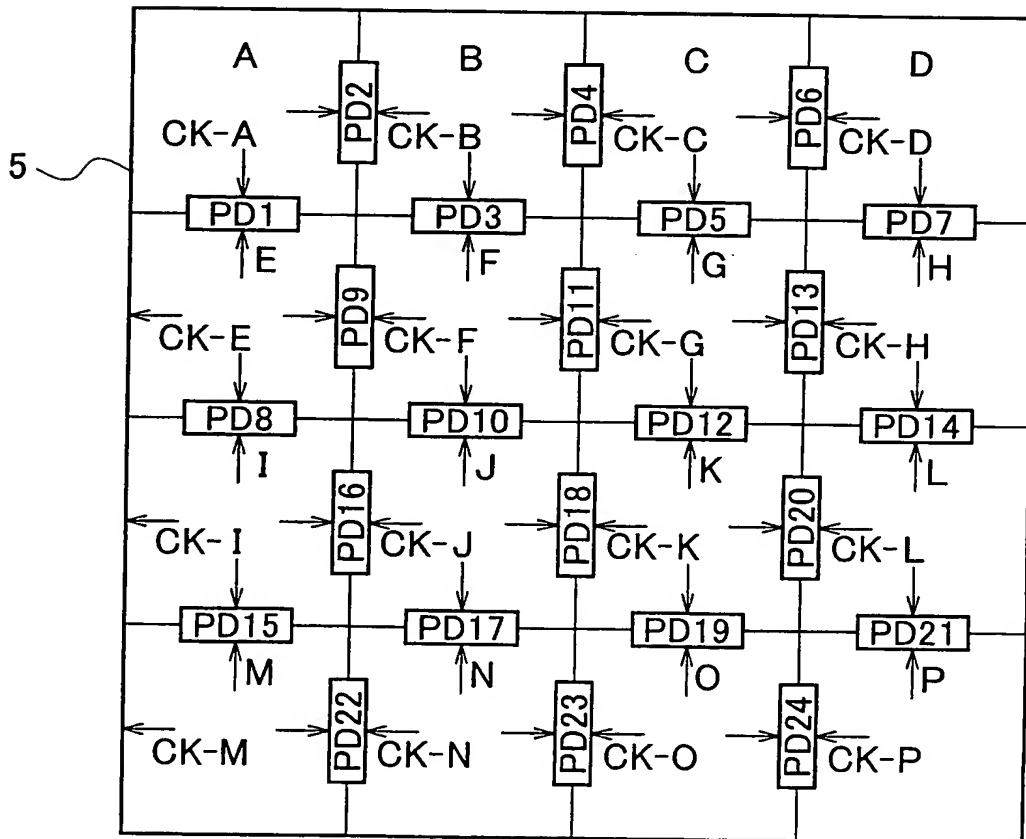 A B C D
PD2 PD4 PD6
CK-A CK-B CK-C CK-D
5
PD1 PD3 PD5 PD7
E F G H
PD9 PD11 PD13
CK-E CK-F CK-G CK-H
PD8 PD10 PD12 PD14
I J K L
PD16 PD18 PD20
CK-I CK-J CK-K CK-L
PD15 PD17 PD19 PD21
M N O P
PD22 PD23 PD24
CK-M CK-N CK-O CK-P